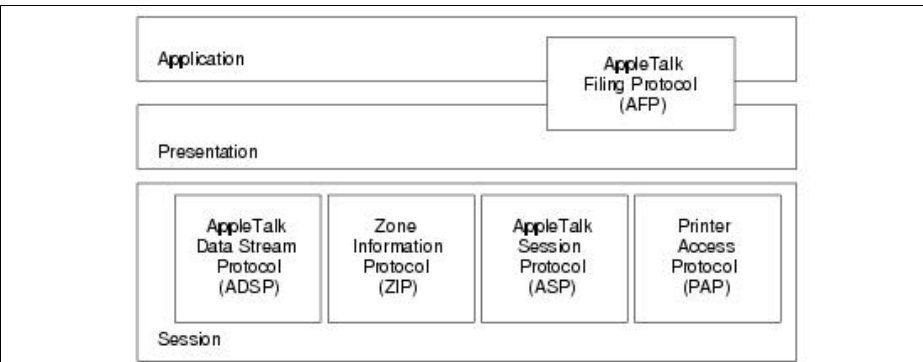 Application
AppleTalk
Filing Protocol
(AFP)
Presentation
AppleTalk
Data Stream
Protocol
(ADSP)
Zone
Information
Protocol
(ZIP)
AppleTalk
Session
Protocol
(ASP)
Printer
Access
Protocol
(PAP)
Session